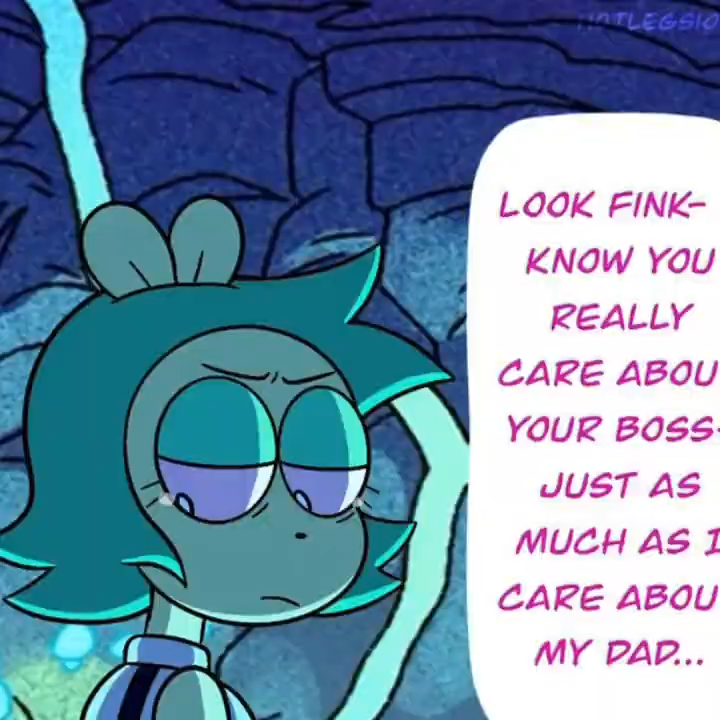 LOOK FINK-
KNOW YOU
REALLY
CARE ABOU
YOUR BOSS-
JUST AS
MUCH AS I
CARE ABOU
MY DAD...